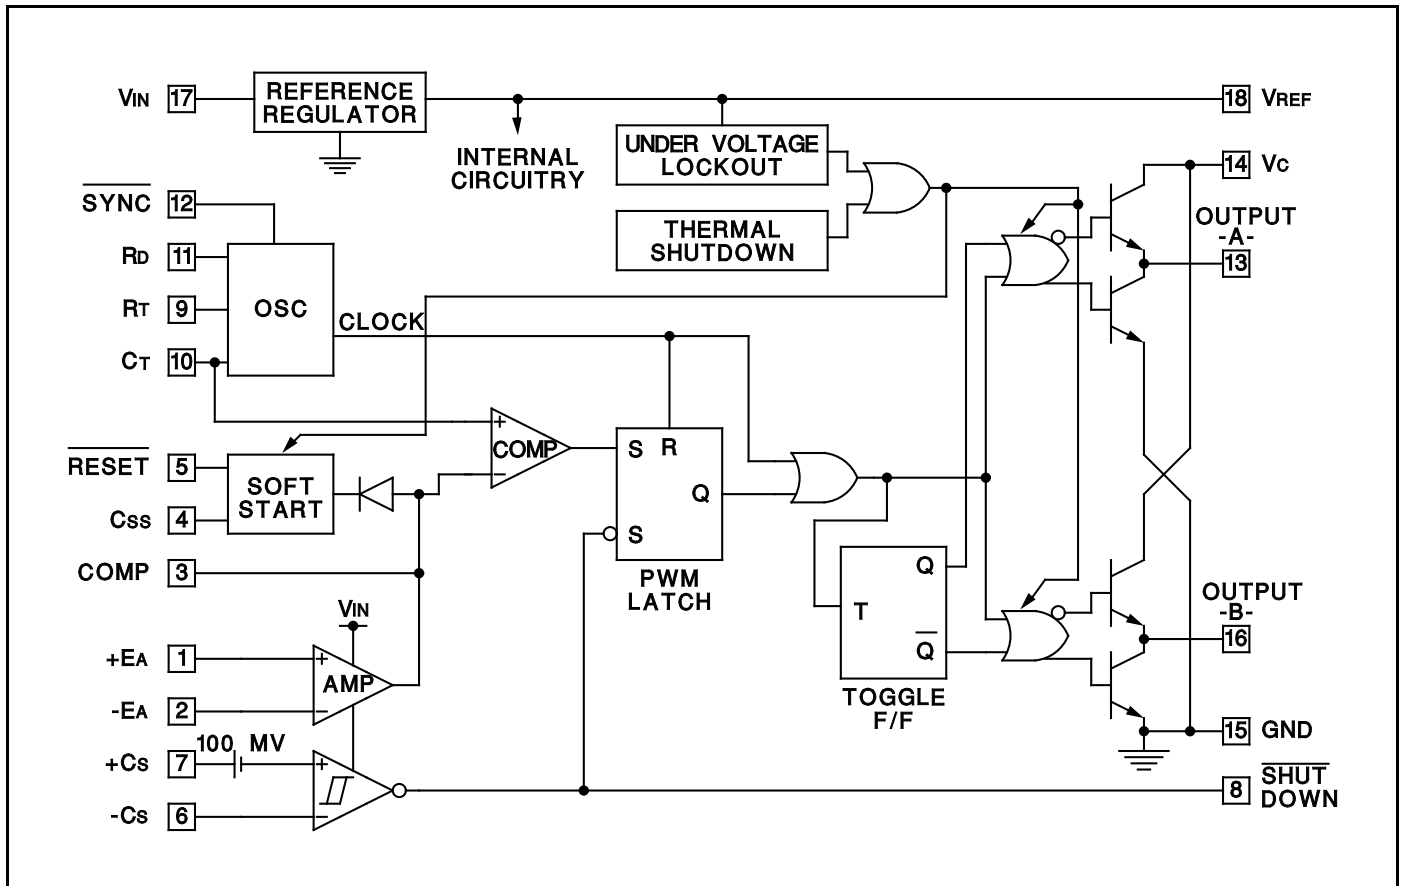 VIN 17
REFERENCE
REGULATOR
18 VREF
INTERNAL
CIRCUITRY
UNDER VOLTAGE
LOCKOUT
14 VC
SYNC 12
THERMAL
SHUTDOWN
OUTPUT
-A-
13
RD 11
RT 9
OSC
CLOCK
CT 10
RESET 5
SOFT
START
CSS 4
+
COMP
-
S R
Q
S
PWM
LATCH
COMP 3
Q
T
Q
TOGGLE
F/F
OUTPUT
-B-
16
VIN
+EA 1
+
AMP
-
-EA 2
15 GND
100 MV
+CS 7
+
-
-CS 6
8 SHUT
DOWN